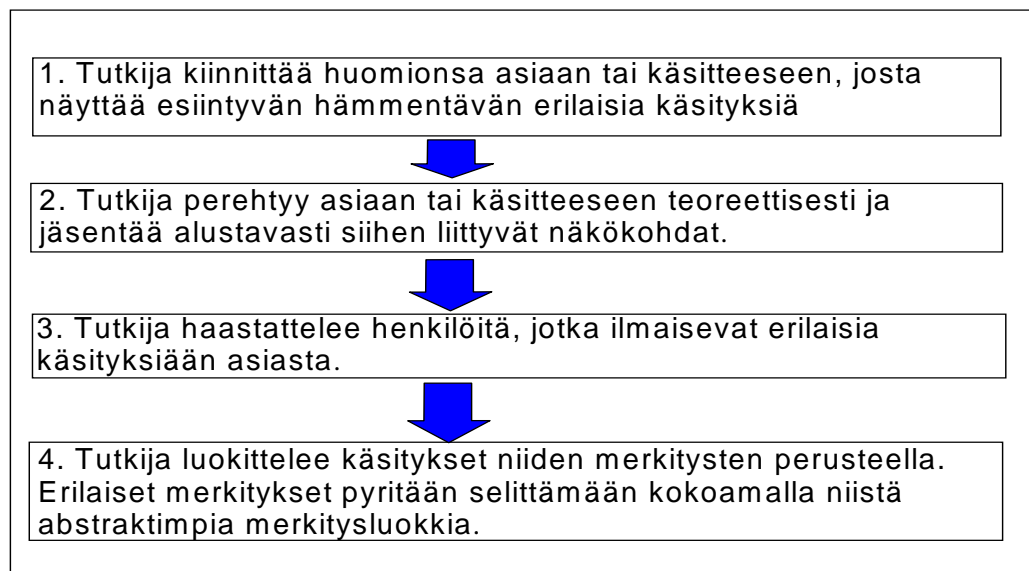 1. Tutkija kiinnittää huomionsa asiaan tai käsitteeseen, josta
näyttää esiintyvän hämmentävän erilaisia käsityksiä
2. Tutkija perehtyy asiaan tai käsitteeseen teoreettisesti ja
jäsentää alustavasti siihen liittyvät näkökohdat.
3. Tutkija haastattelee henkilöitä, jotka ilmaisevat erilaisia
käsityksiään asiasta.
4. Tutkija luokittelee käsitykset niiden merkitysten perusteella.
Erilaiset merkitykset pyritään selittämään kokoamalla niistä
abstraktimpia merkitysluokkia.